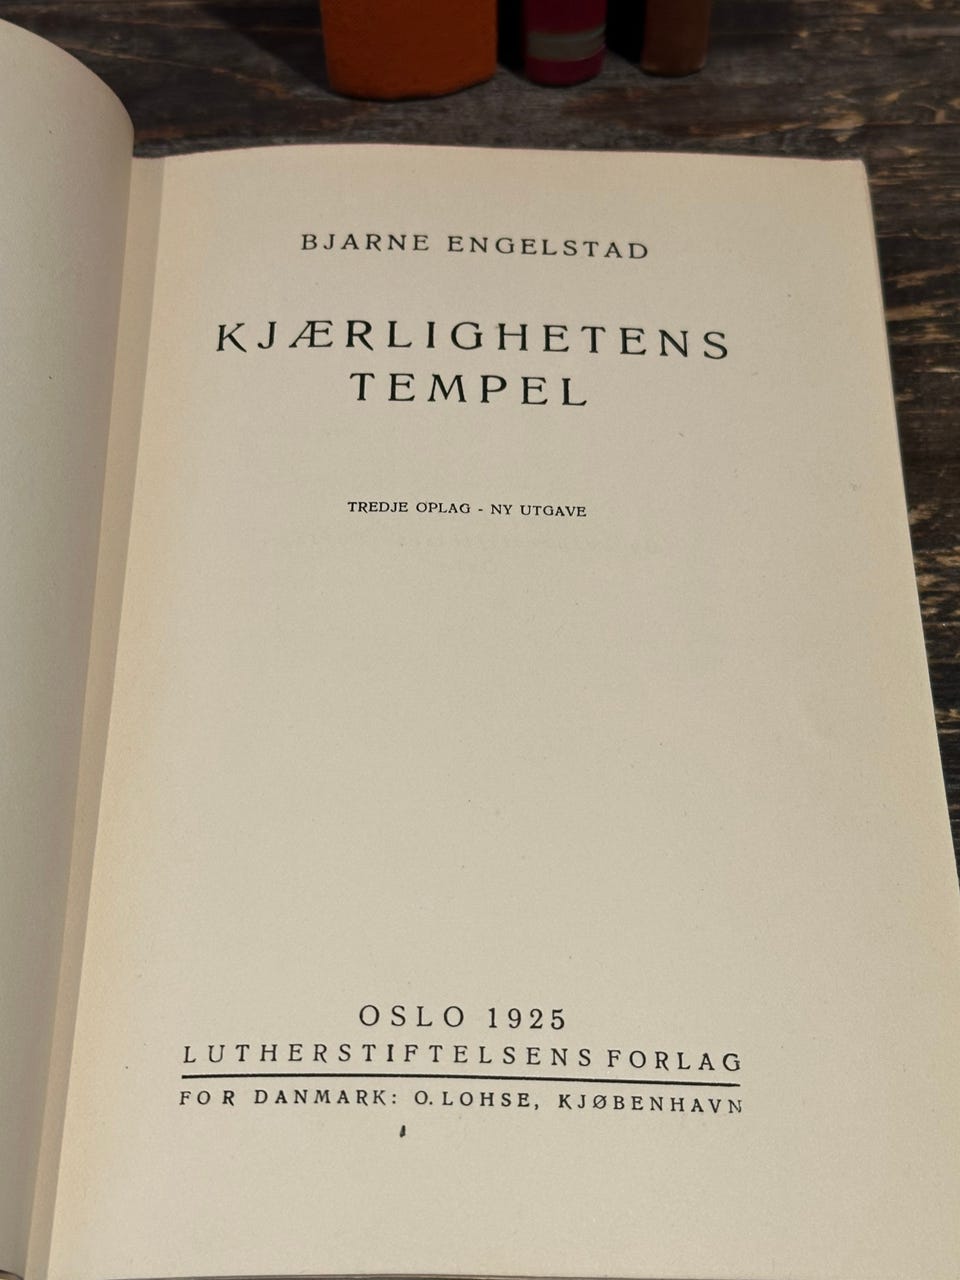 BJARNE ENGELSTAD
KJÆRLIGHETENS
TEMPEL
TREDJE OPLAG - NY UTGAVE
OSLO 1925
LUTHERSTIFTELSENS FORLAG
FOR DANMARK: O. LOHSE, KJØBENHAVN